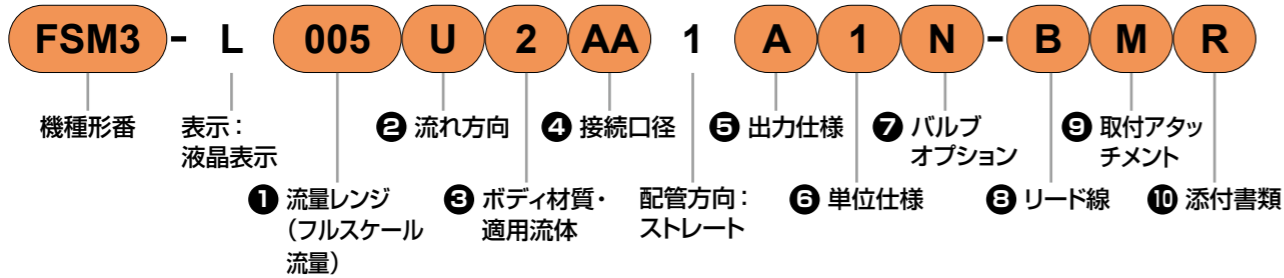 FSM3 - L 005 U 2 AA 1 A 1 N - B M R
機種形番
表示：
液晶表示
❶ 流量レンジ
（フルスケール
流量）
❷ 流れ方向
❸ ボディ材質・
適用流体
❹ 接続口径
配管方向：
ストレート
❺ 出力仕様
❻ 単位仕様
❼ バルブ
オプション
❽ リード線
❾ 取付アタッ
チメント
❿ 添付書類